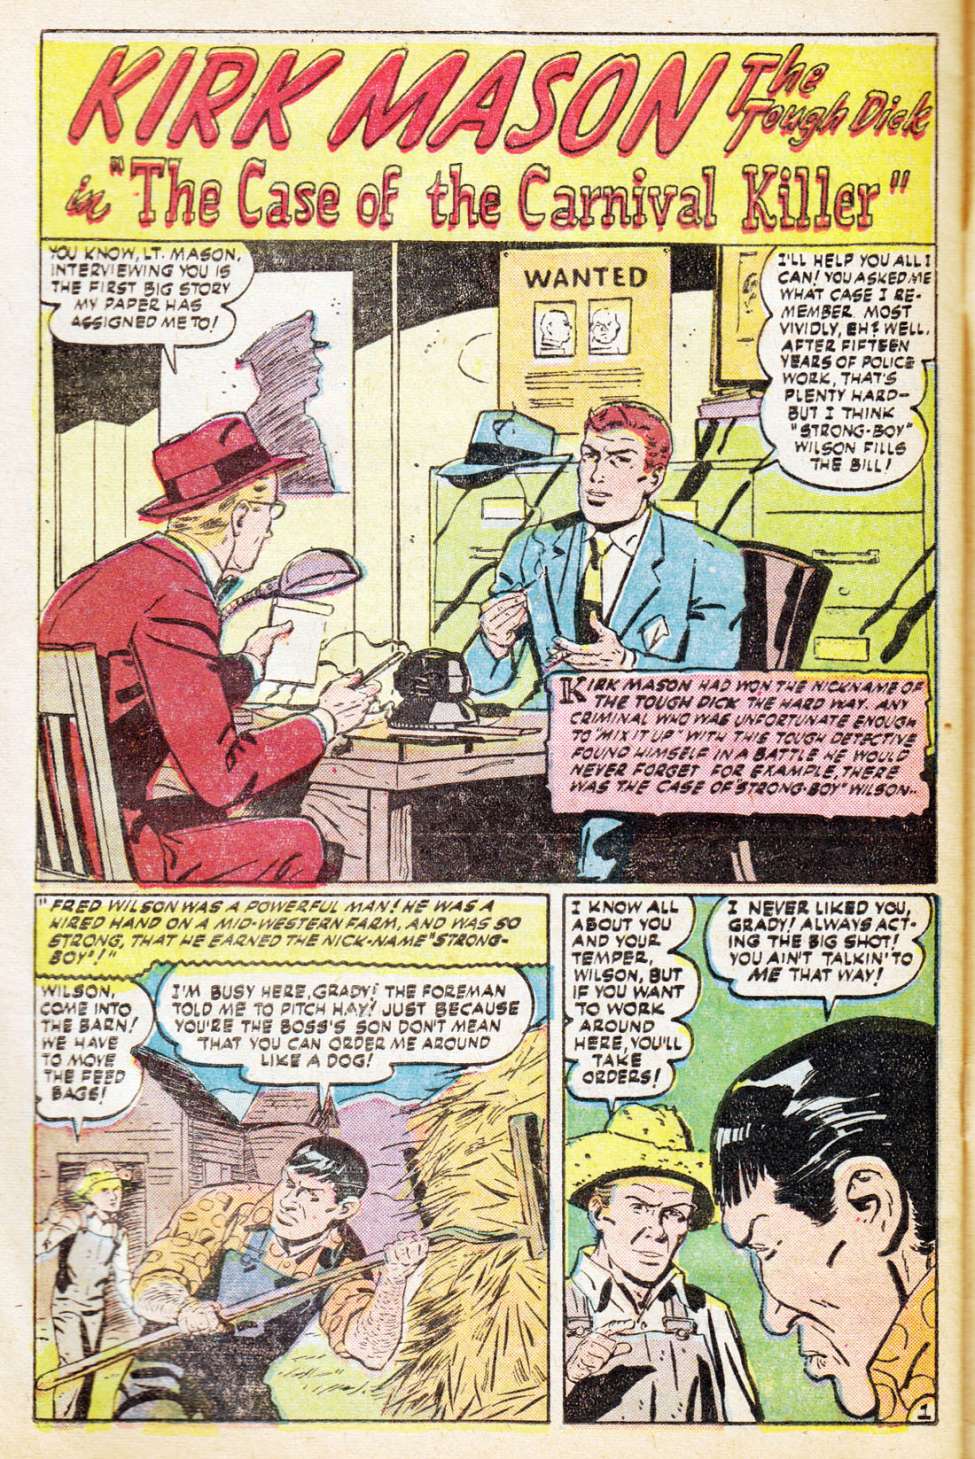 KIRK MASON The
Tough Dick
in "The Case of the Carnival Killer"
YOU KNOW, LT. MASON,
INTERVIEWING YOU IS
THE FIRST BIG STORY
MY PAPER HAS
ASSIGNED ME TO!
WANTED
I'LL HELP YOU ALL I
CAN! YOU ASKED ME
WHAT CASE I RE-
MEMBER MOST
VIVIDLY, EH? WELL,
AFTER FIFTEEN
YEARS OF POLICE
WORK, THAT'S
PLENTY HARD-
BUT I THINK
"STRONG-BOY"
WILSON FILLS
THE BILL!
KIRK MASON HAD WON THE NICKNAME OF
THE TOUGH DICK THE HARD WAY. ANY
CRIMINAL WHO WAS UNFORTUNATE ENOUGH
TO "MIX IT UP" WITH THIS TOUGH DETECTIVE
FOUND HIMSELF IN A BATTLE HE WOULD
NEVER FORGET. FOR EXAMPLE, THERE
WAS THE CASE OF "STRONG-BOY" WILSON--
"FRED WILSON WAS A POWERFUL MAN! HE WAS A
HIRED HAND ON A MID-WESTERN FARM, AND WAS SO
STRONG, THAT HE EARNED THE NICK-NAME "STRONG-
BOY"!"
WILSON,
COME INTO
THE BARN!
WE HAVE
TO MOVE
THE FEED
BAGS!
I'M BUSY HERE, GRADY! THE FOREMAN
TOLD ME TO PITCH HAY! JUST BECAUSE
YOU'RE THE BOSS'S SON DON'T MEAN
THAT YOU CAN ORDER ME AROUND
LIKE A DOG!
I KNOW ALL
ABOUT YOU
AND YOUR
TEMPER,
WILSON, BUT
IF YOU WANT
TO WORK
AROUND
HERE, YOU'LL
TAKE
ORDERS!
I NEVER LIKED YOU,
GRADY! ALWAYS ACT-
ING THE BIG SHOT!
YOU AIN'T TALKIN' TO
ME THAT WAY!
1